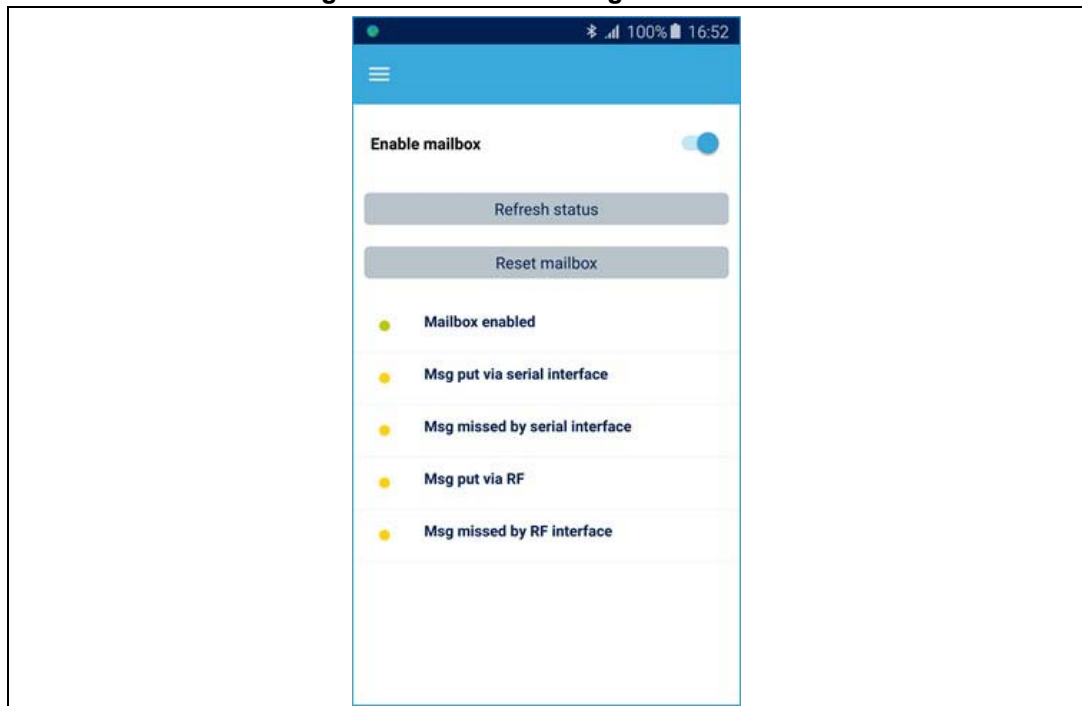 100% 16:52
Enable mailbox
Refresh status
Reset mailbox
Mailbox enabled
Msg put via serial interface
Msg missed by serial interface
Msg put via RF
Msg missed by RF interface